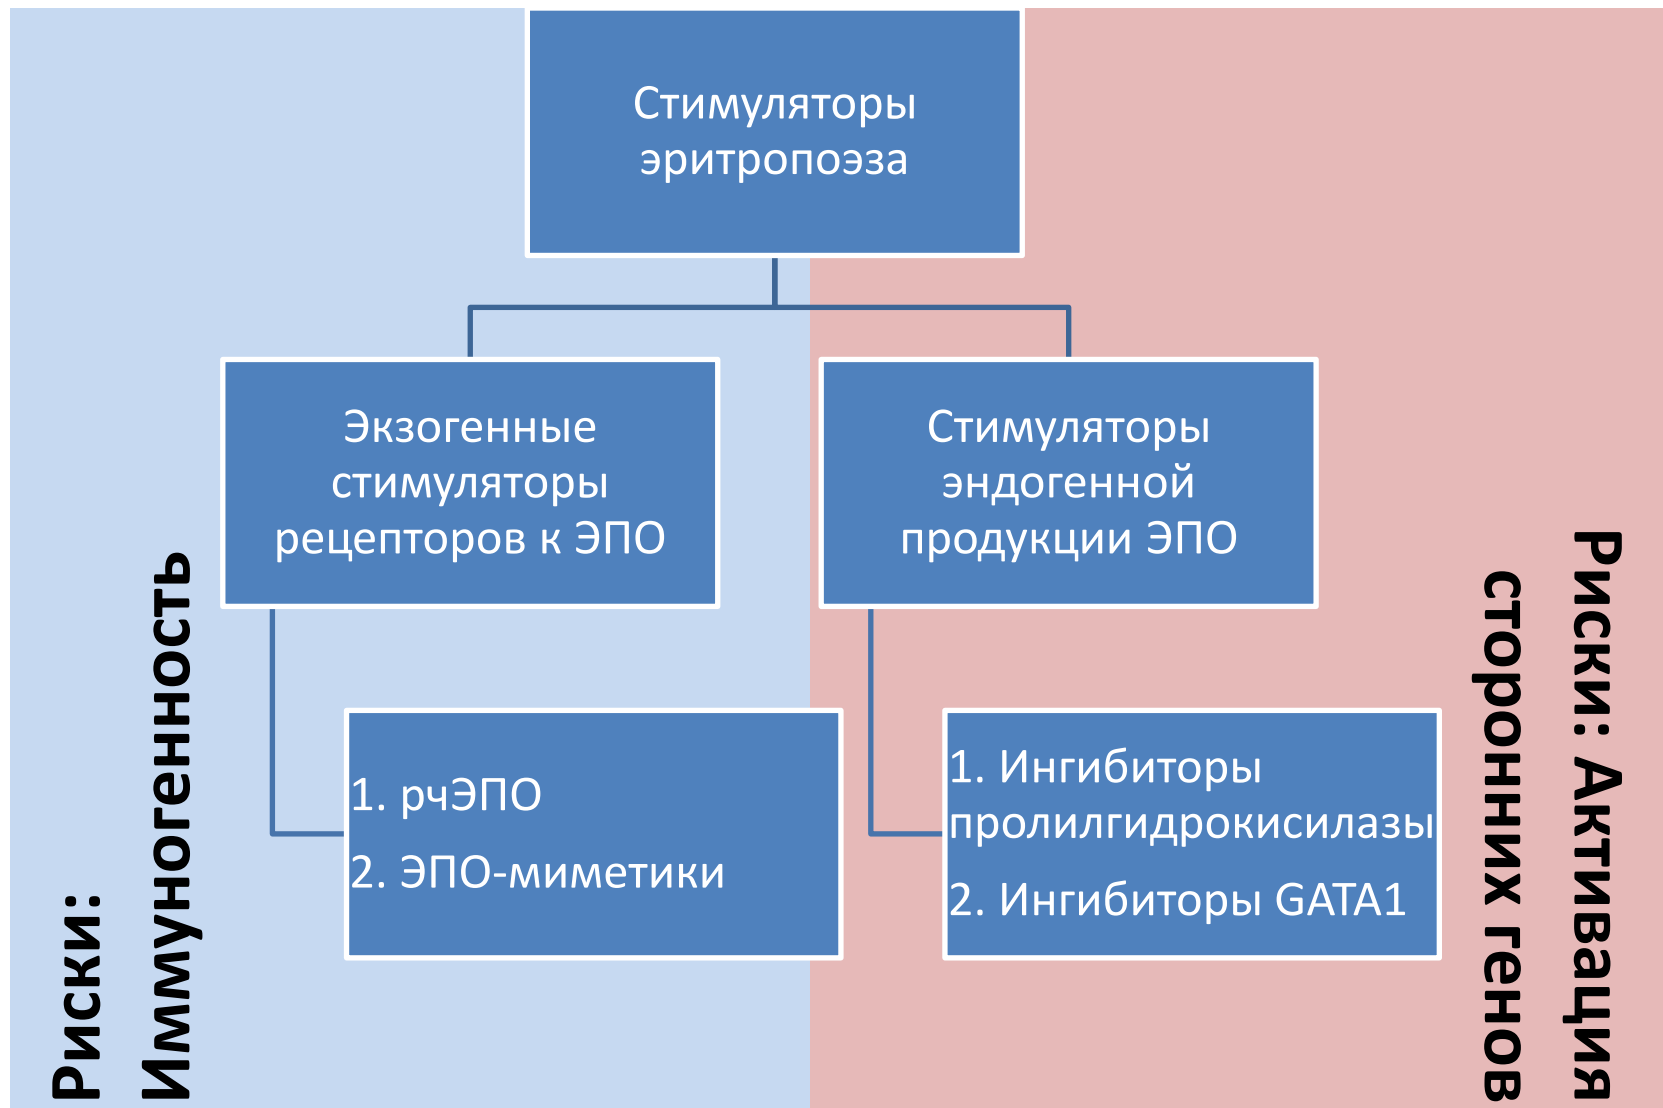 Стимуляторы
эритропоэза
Экзогенные
стимуляторы
рецепторов к ЭПО
Стимуляторы
эндогенной
продукции ЭПО
1. рчЭПО
2. ЭПО-миметики
1. Ингибиторы
пролилгидрокисилазы
2. Ингибиторы GATA1
Риски:
Иммуногенность
Риски: Активация
сторонних генов